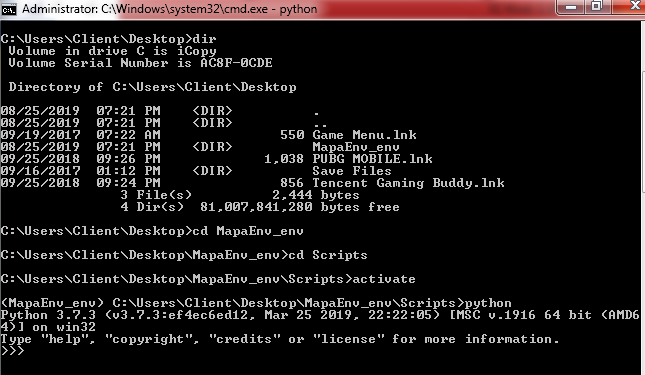 Administrator: C:\Windows\system32\cmd.exe - python
C:\Users\Client\Desktop>dir
Volume in drive C is iCopy
Volume Serial Number is AC8F-0CDE
Directory of C:\Users\Client\Desktop
08/25/2019  07:21 PM    <DIR>          .
08/25/2019  07:21 PM    <DIR>          ..
09/19/2017  07:22 AM               550 Game Menu.lnk
08/25/2019  07:21 PM    <DIR>          MapaEnv_env
09/25/2018  09:26 PM             1,038 PUBG MOBILE.lnk
09/16/2017  01:12 PM    <DIR>          Save Files
09/25/2018  09:24 PM               856 Tencent Gaming Buddy.lnk
3 File(s)          2,444 bytes
4 Dir(s)  81,007,841,280 bytes free
C:\Users\Client\Desktop>cd MapaEnv_env
C:\Users\Client\Desktop\MapaEnv_env>cd Scripts
C:\Users\Client\Desktop\MapaEnv_env\Scripts>activate
(MapaEnv_env) C:\Users\Client\Desktop\MapaEnv_env\Scripts>python
Python 3.7.3 (v3.7.3:ef4ec6ed12, Mar 25 2019, 22:22:05) [MSC v.1916 64 bit (AMD6
4)] on win32
Type "help", "copyright", "credits" or "license" for more information.
>>>